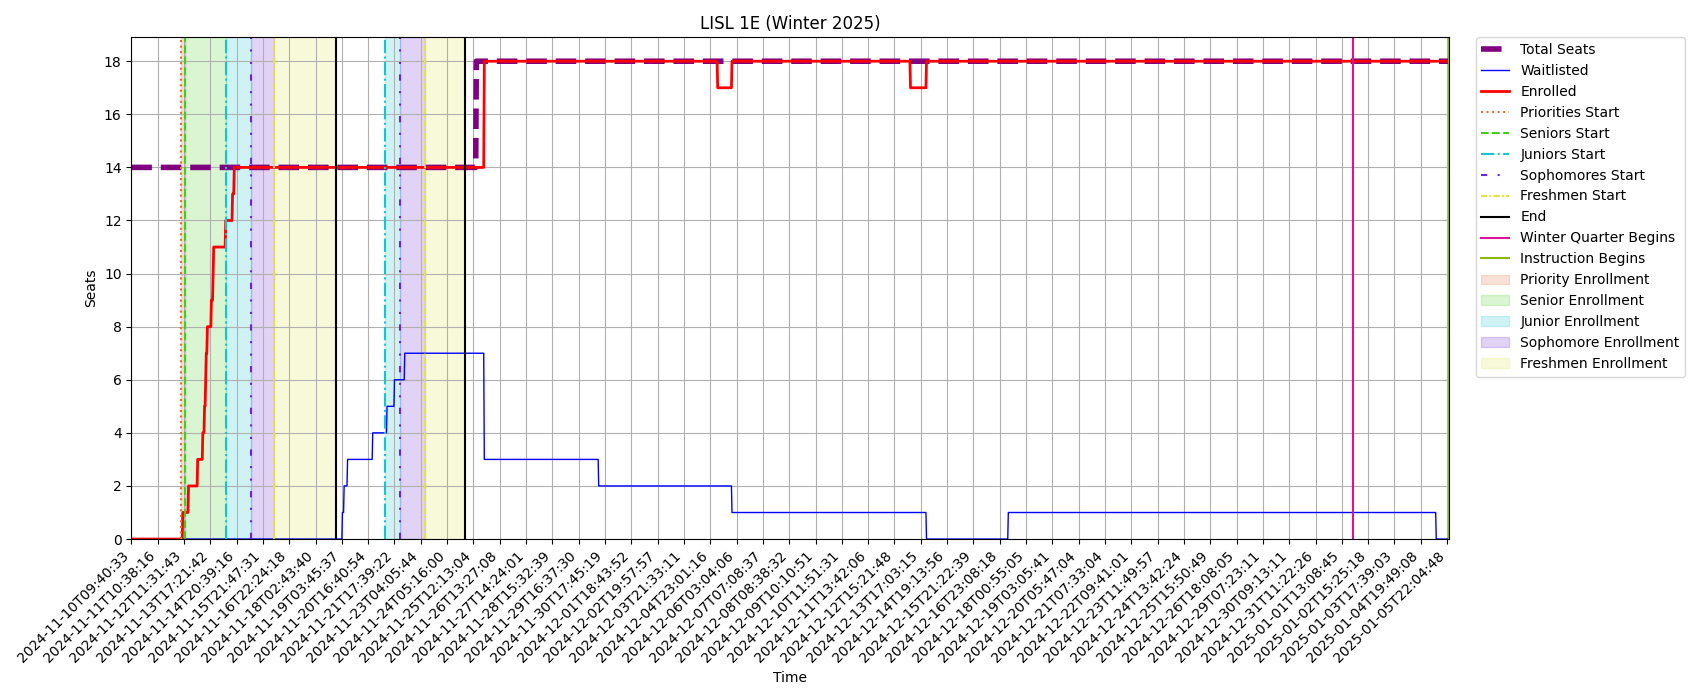 LISL 1E (Winter 2025)
Seats
18
16
14
12
10
8
6
4
2
0
2024-11-10T09:40:33
2024-11-11T10:38:16
2024-11-12T11:31:43
2024-11-13T17:21:42
2024-11-14T20:39:16
2024-11-15T21:47:31
2024-11-16T22:24:18
2024-11-18T02:43:40
2024-11-19T03:45:37
2024-11-20T16:40:54
2024-11-21T17:39:22
2024-11-23T04:05:44
2024-11-24T05:16:00
2024-11-25T12:13:04
2024-11-26T13:27:08
2024-11-27T14:24:01
2024-11-28T15:32:39
2024-11-29T16:37:30
2024-11-30T17:45:19
2024-12-01T18:43:52
2024-12-02T19:57:57
2024-12-03T21:33:11
2024-12-04T23:01:16
2024-12-06T03:04:06
2024-12-07T07:08:37
2024-12-08T08:38:32
2024-12-09T10:10:51
2024-12-10T11:51:31
2024-12-11T13:42:06
2024-12-12T15:21:48
2024-12-13T17:03:15
2024-12-14T19:13:56
2024-12-15T21:22:39
2024-12-16T23:08:18
2024-12-18T00:55:05
2024-12-19T03:05:41
2024-12-20T05:47:04
2024-12-21T07:33:04
2024-12-22T09:41:01
2024-12-23T11:49:57
2024-12-24T13:42:24
2024-12-25T15:50:49
2024-12-26T18:08:05
2024-12-29T07:23:11
2024-12-30T09:13:11
2024-12-31T11:22:26
2025-01-01T13:08:45
2025-01-02T15:25:18
2025-01-03T17:39:03
2025-01-04T19:49:08
2025-01-05T22:04:48
Time
Total Seats
Waitlisted
Enrolled
Priorities Start
Seniors Start
Juniors Start
Sophomores Start
Freshmen Start
End
Winter Quarter Begins
Instruction Begins
Priority Enrollment
Senior Enrollment
Junior Enrollment
Sophomore Enrollment
Freshmen Enrollment